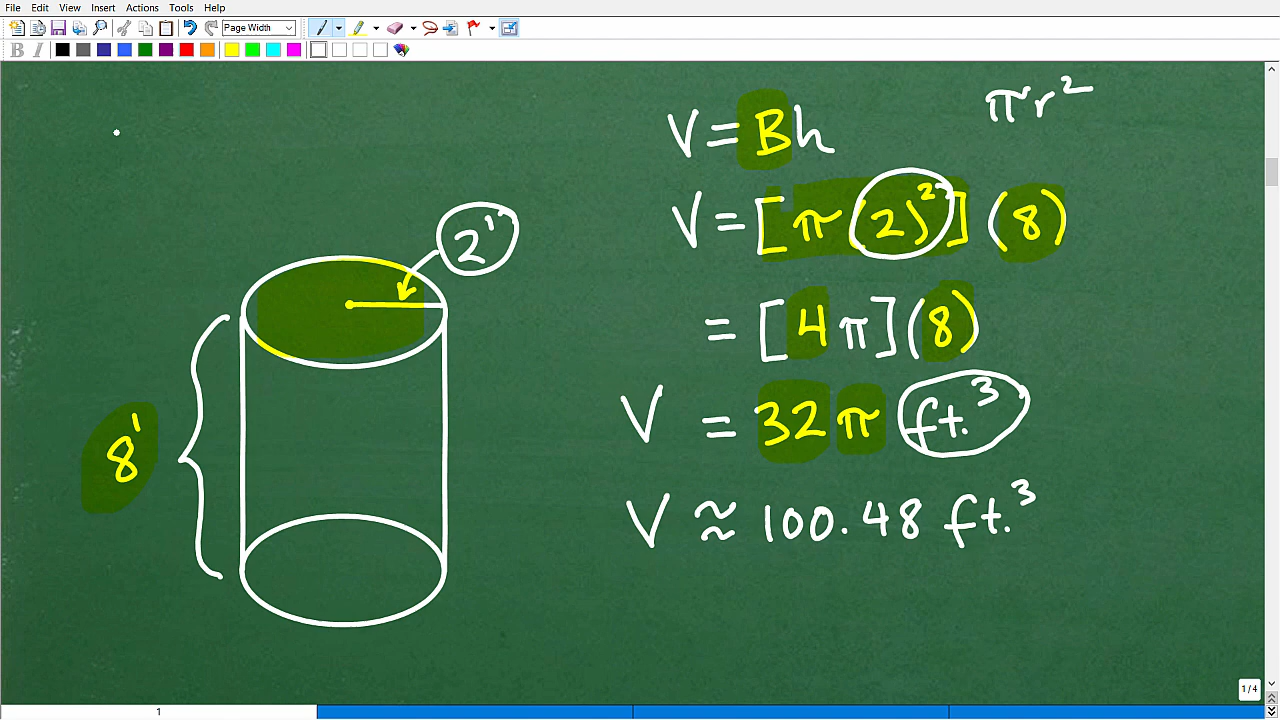 File Edit View Insert Actions Tools Help
Page Width
B I
πr²
V = Bh
V = [π(2)²](8)
2'
= [4π](8)
8'
V = 32π ft.³
V ≈ 100.48 ft.³
1/4
1